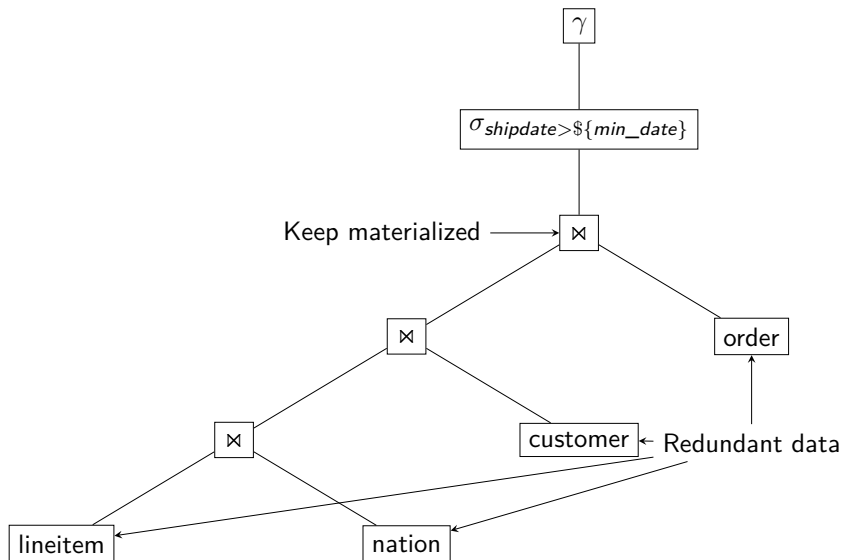 γ
σshipdate>${min_date}
Keep materialized
⋈
⋈
order
⋈
customer
Redundant data
lineitem
nation